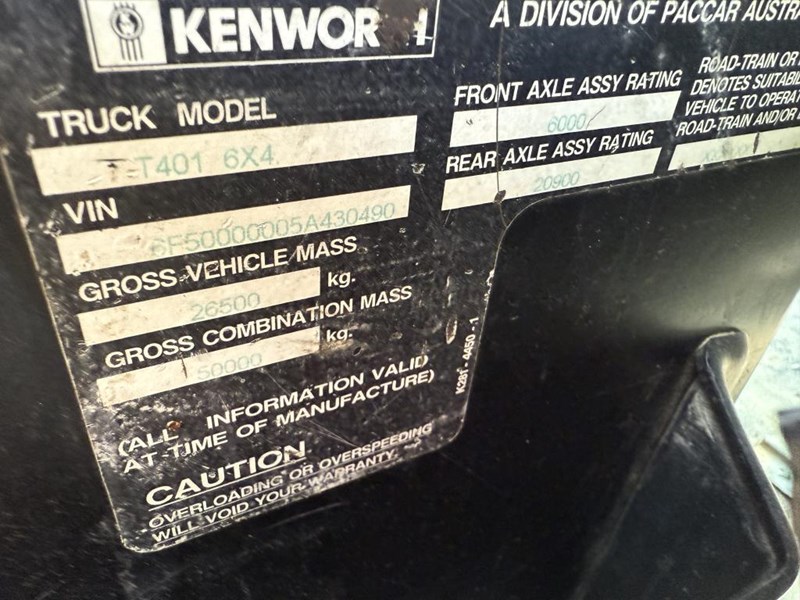 KENWOR H
A DIVISION OF PACCAR AUSTRA
TRUCK MODEL
T401 6X4
VIN
6F50000005A430490
GROSS VEHICLE MASS
26500 kg.
GROSS COMBINATION MASS
50000 kg.
(ALL INFORMATION VALID
AT TIME OF MANUFACTURE)
CAUTION
OVERLOADING OR OVERSPEEDING
WILL VOID YOUR WARRANTY.
FRONT AXLE ASSY RATING
6000
REAR AXLE ASSY RATING
20900
ROAD-TRAIN OR
DENOTES SUITABIL
VEHICLE TO OPERAT
ROAD-TRAIN AND/OR
K281-4450-1